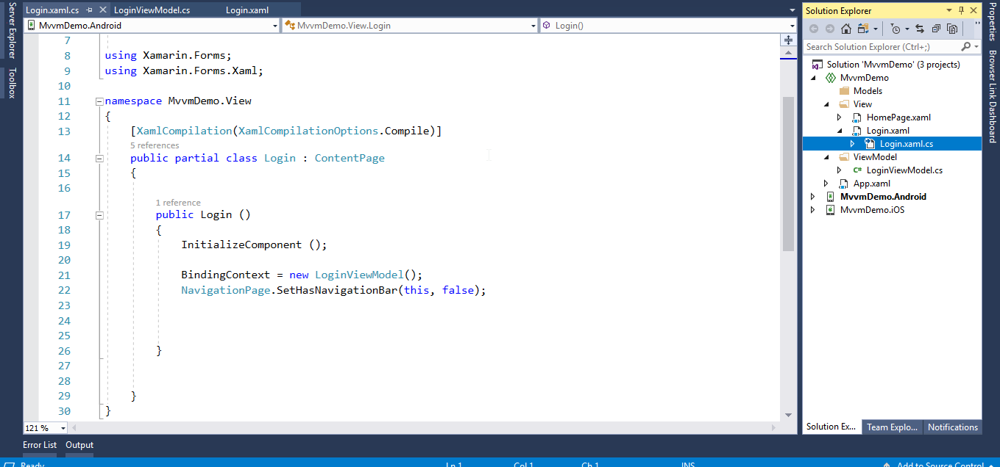 Server Explorer
Toolbox
Login.xaml.cs LoginViewModel.cs Login.xaml
MvvmDemo.Android MvvmDemo.View.Login Login()
7
8 using Xamarin.Forms;
9 using Xamarin.Forms.Xaml;
10
11 namespace MvvmDemo.View
12 {
13 [XamlCompilation(XamlCompilationOptions.Compile)]
5 references
14 public partial class Login : ContentPage
15 {
16
1 reference
17 public Login ()
18 {
19 InitializeComponent ();
20
21 BindingContext = new LoginViewModel();
22 NavigationPage.SetHasNavigationBar(this, false);
23
24
25
26 }
27
28
29 }
30 }
121 %
Error List Output
Solution Explorer
Search Solution Explorer (Ctrl+;)
Solution 'MvvmDemo' (3 projects)
MvvmDemo
Models
View
HomePage.xaml
Login.xaml
Login.xaml.cs
ViewModel
C# LoginViewModel.cs
App.xaml
MvvmDemo.Android
MvvmDemo.iOS
Solution Ex... Team Explo... Notifications
Properties
Browser Link Dashboard
Ready Ln 1 Col 1 Ch 1 INS Add to Source Control